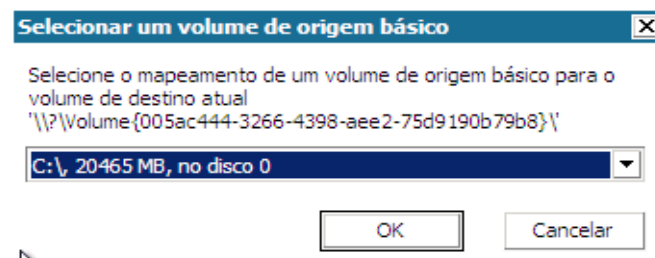 Selecionar um volume de origem básico
Selecione o mapeamento de um volume de origem básico para o
volume de destino atual
'\\?\Volume{005ac444-3266-4398-aee2-75d9190b79b8}\'
C:\, 20465 MB, no disco 0
OK
Cancelar